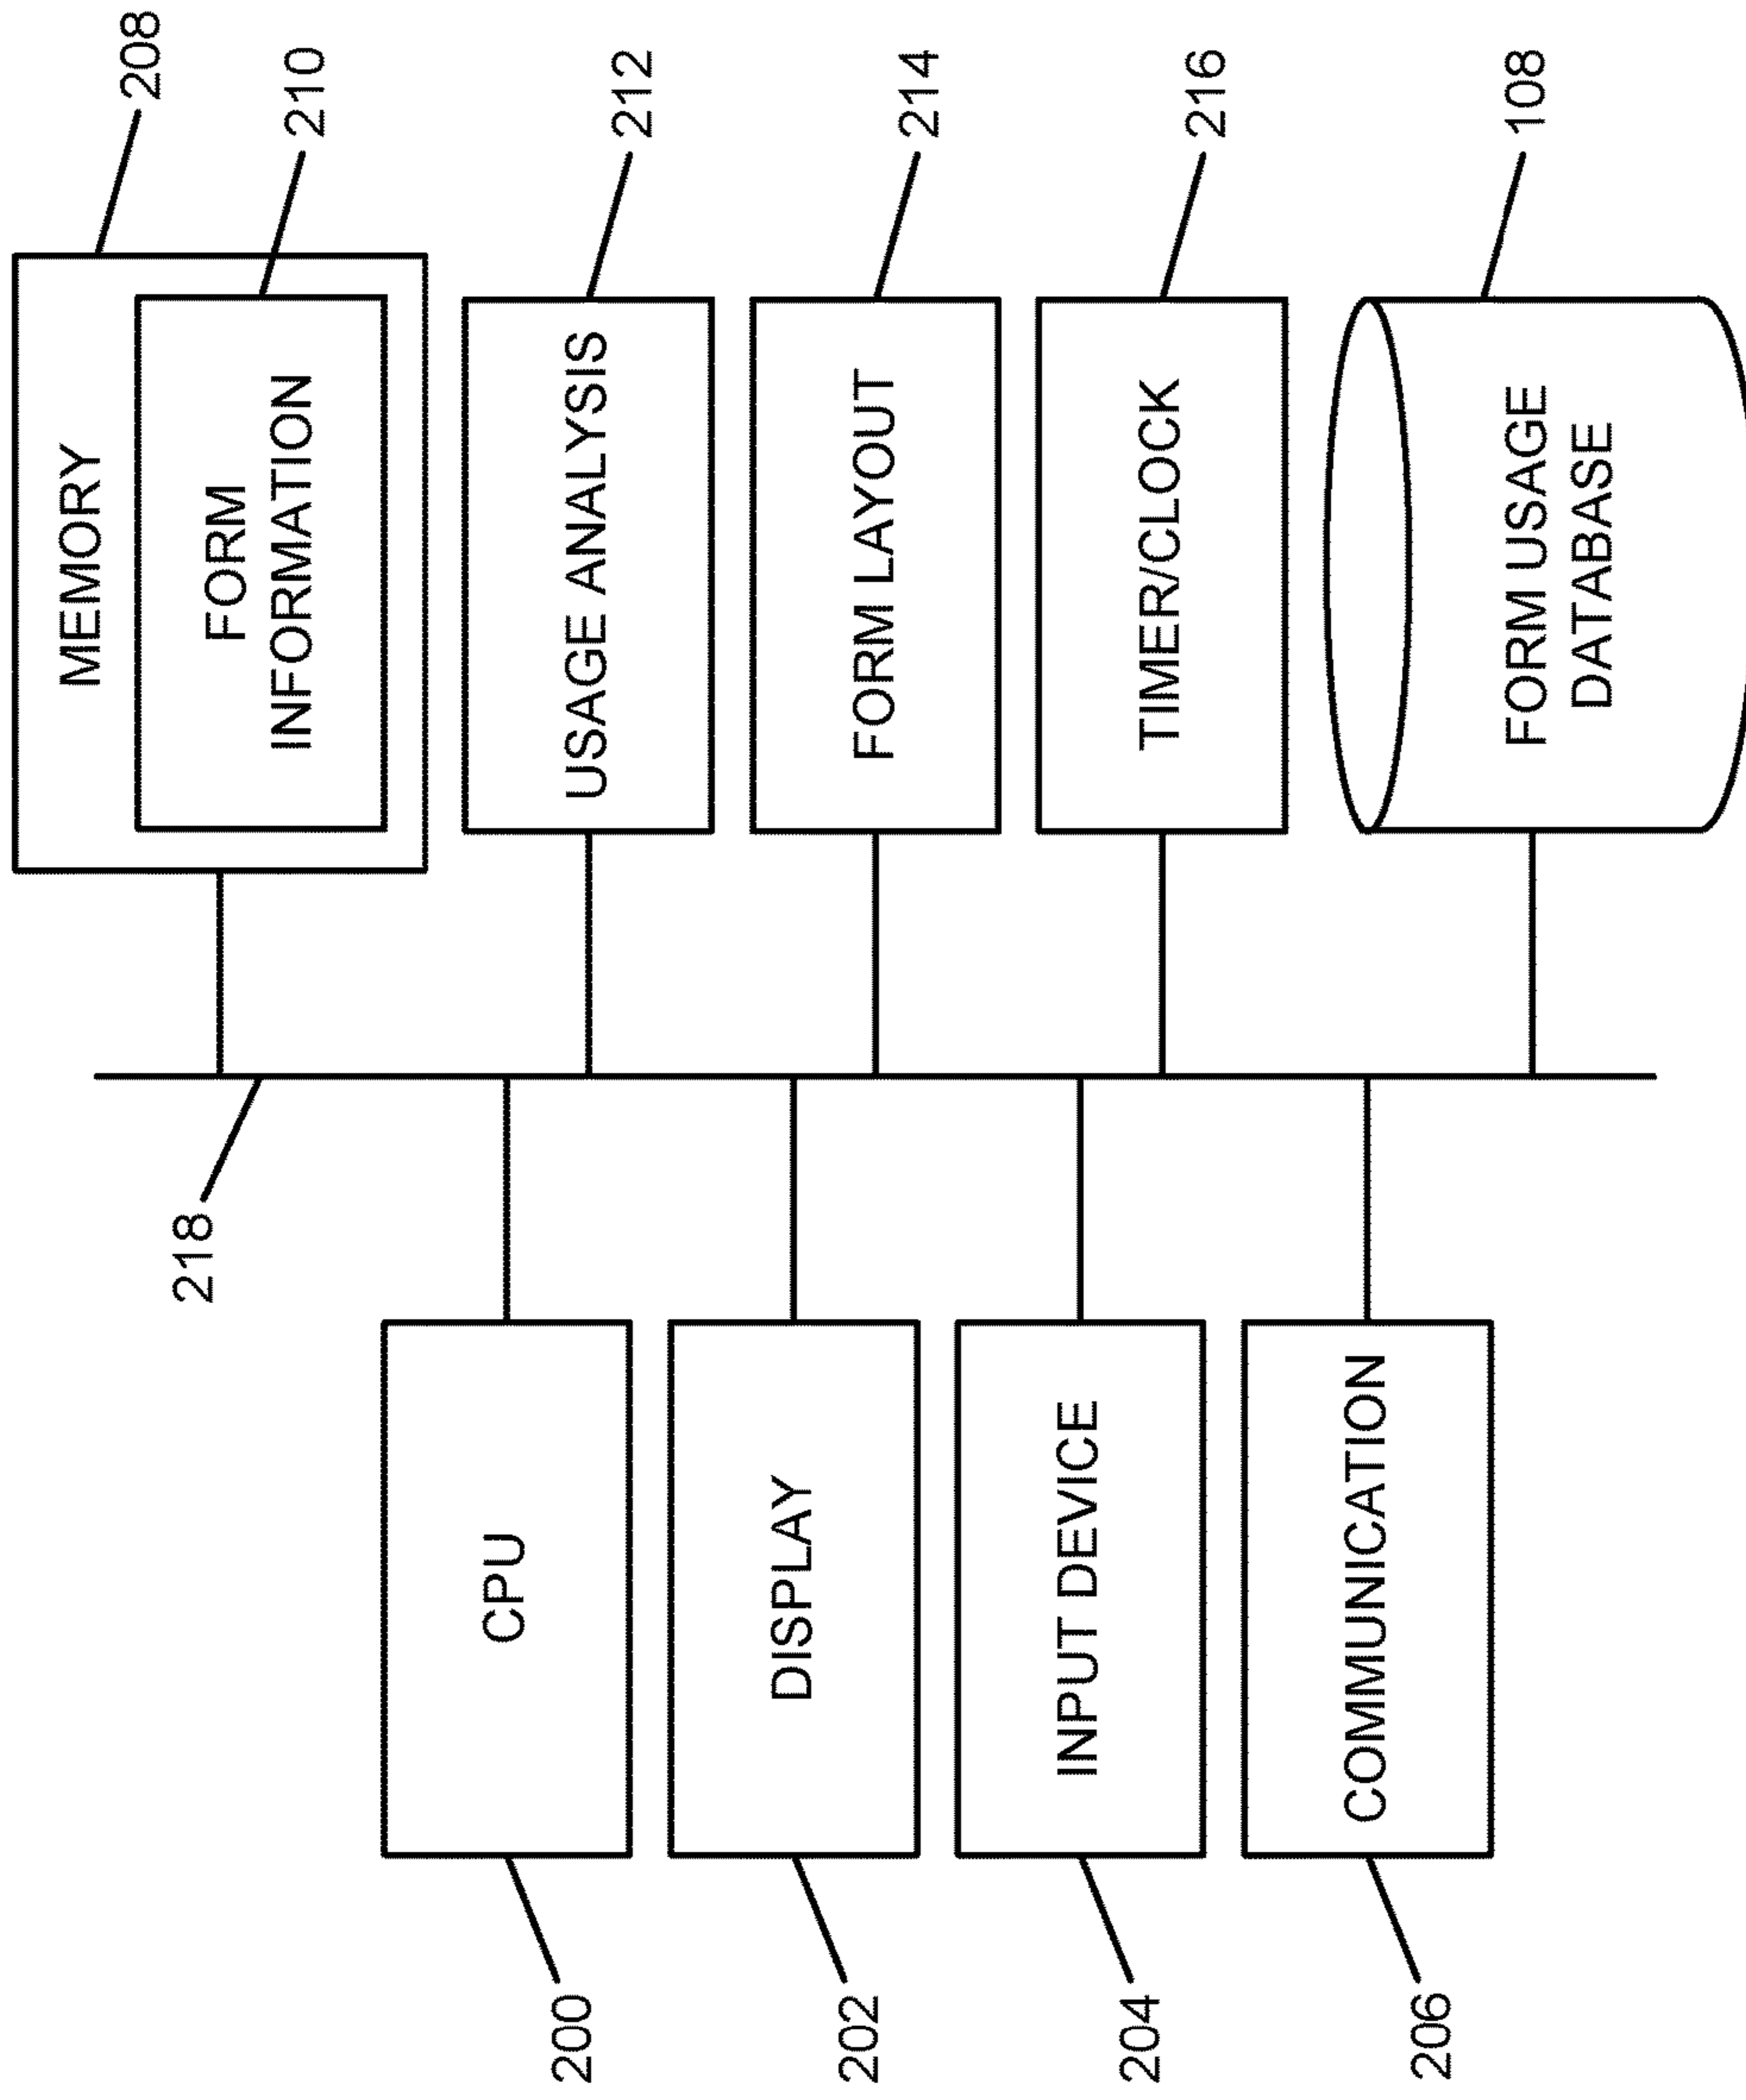 208
MEMORY
210
FORM
INFORMATION
218
200
CPU
212
USAGE ANALYSIS
202
DISPLAY
214
FORM LAYOUT
204
INPUT DEVICE
216
TIMER/CLOCK
206
COMMUNICATION
108
FORM USAGE
DATABASE